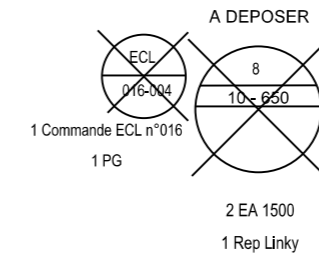 A DEPOSER
ECL
016-004
1 Commande ECL n°016
1 PG
8
10 - 650
2 EA 1500
1 Rep Linky